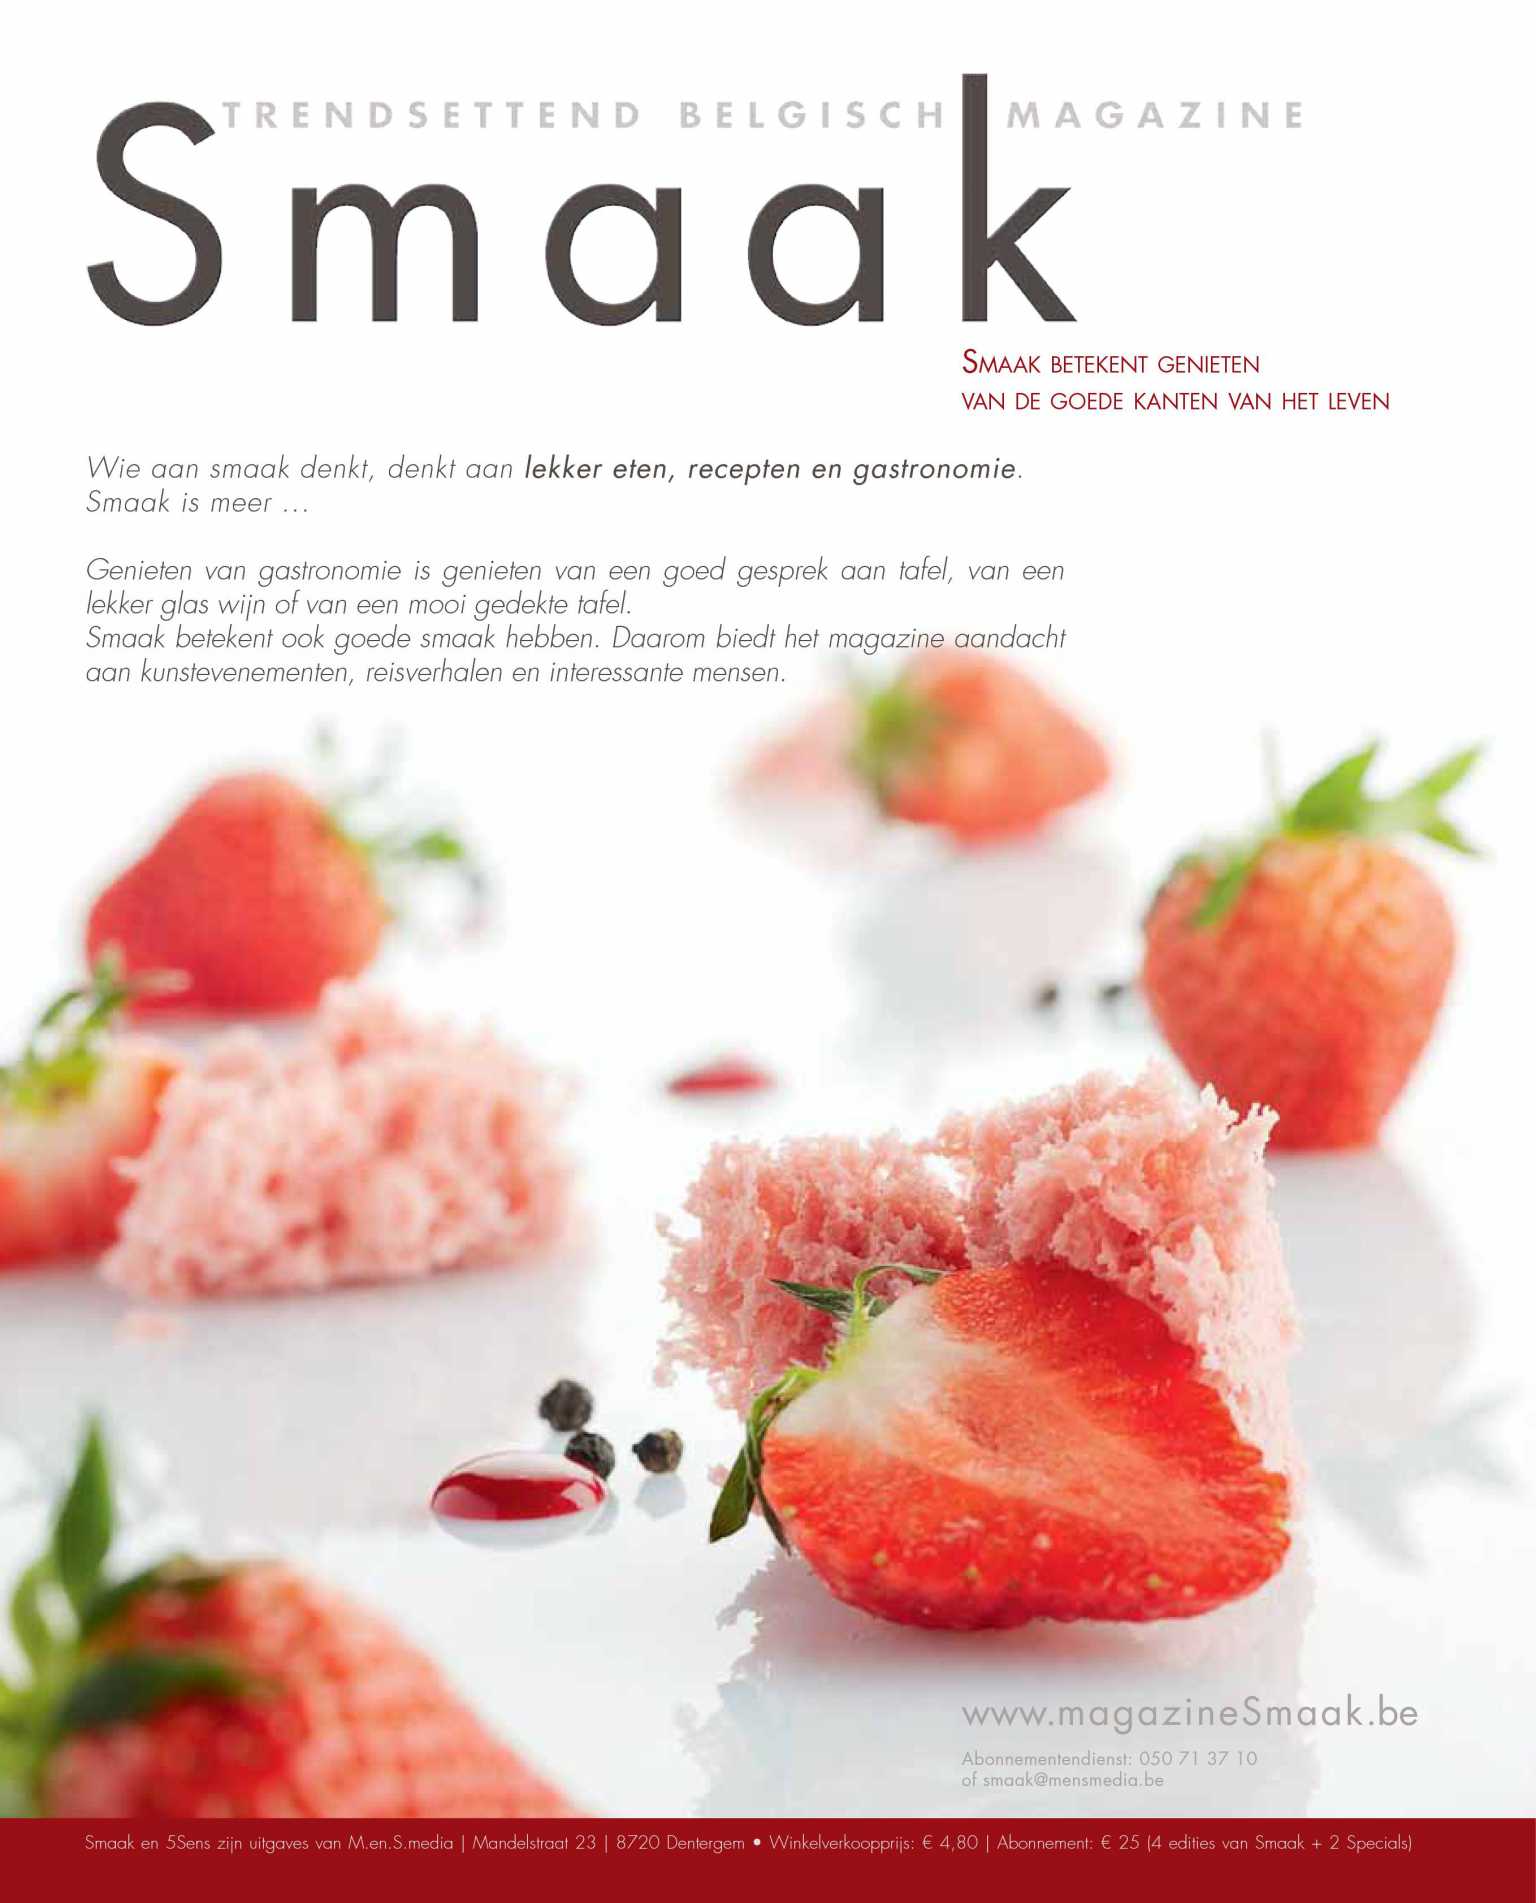 TRENDSETTEND BELGISCH MAGAZINE
Smaak
SMAAK BETEKENT GENIETEN
VAN DE GOEDE KANTEN VAN HET LEVEN
Wie aan smaak denkt, denkt aan lekker eten, recepten en gastronomie.
Smaak is meer ...
Genieten van gastronomie is genieten van een goed gesprek aan tafel, van een
lekker glas wijn of van een mooi gedekte tafel.
Smaak betekent ook goede smaak hebben. Daarom biedt het magazine aandacht
aan kunstevenementen, reisverhalen en interessante mensen.
www.magazineSmaak.be
Abonnementendienst: 050 71 37 10
of smaak@mensmedia.be
Smaak en 5Sens zijn uitgaves van M.en.S.media | Mandelstraat 23 | 8720 Dentergem • Winkelverkoopprijs: € 4,80 | Abonnement: € 25 (4 edities van Smaak + 2 Specials)